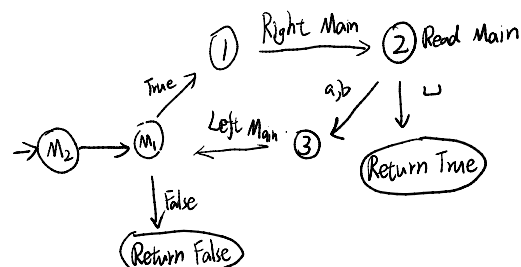 1
Right Main
2
Read Main
True
a,b
␣
Left Main.
M2
M1
3
Return True
False
Return False